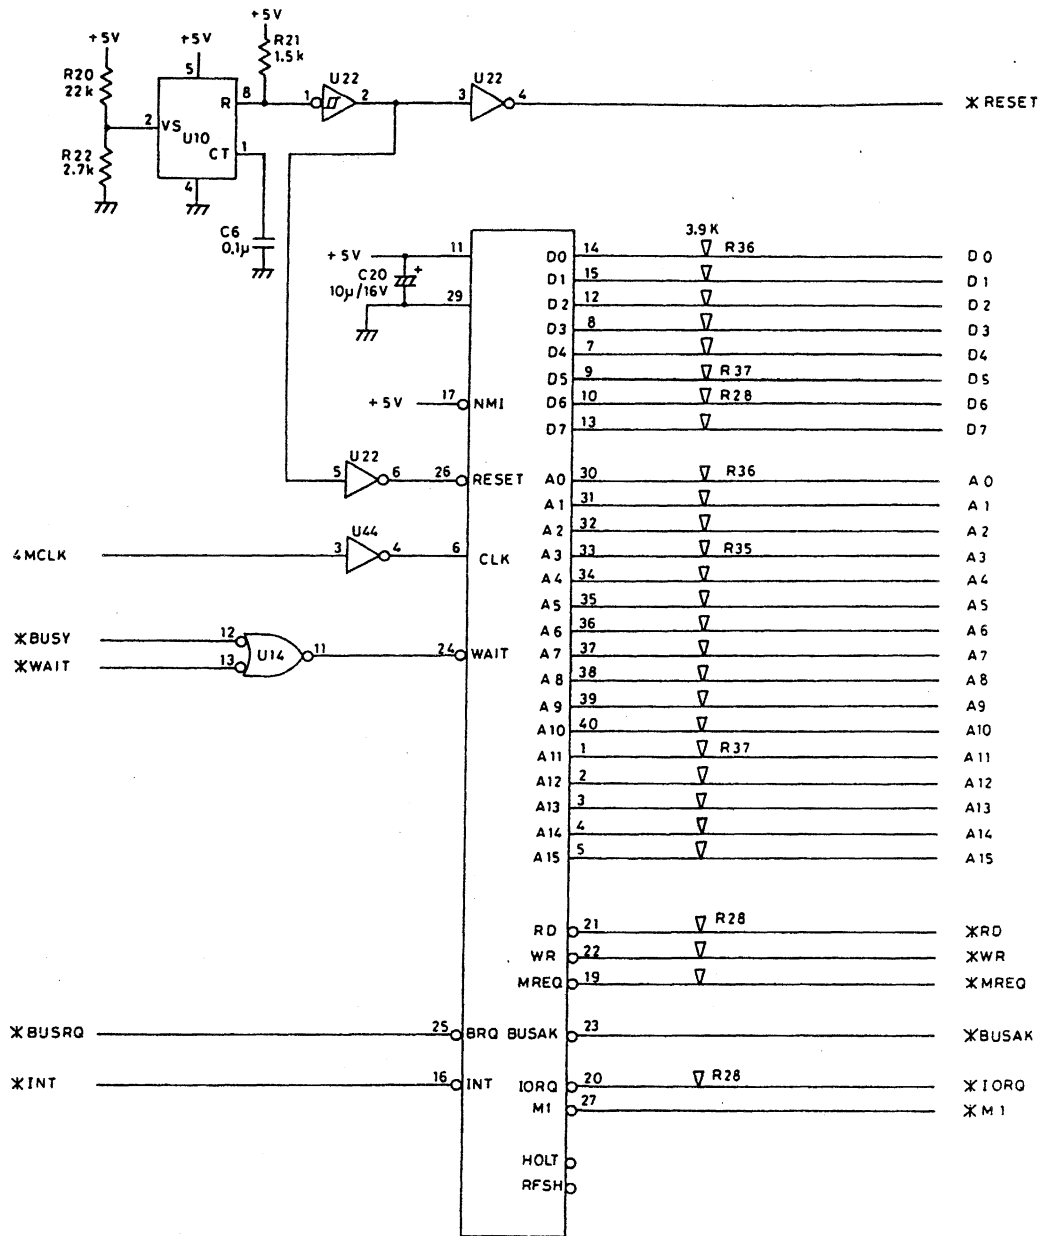 +5V
+5V
+5V
R21
1.5k
R20
22k
5
R
8
1
U22
2
U22
3
4
*RESET
2
VS
U10
CT
1
R22
2.7k
4
C6
0.1μ
3.9K
+5V
11
D0
14
R36
D0
C20
+
10μ/16V
D1
15
D1
29
D2
12
D2
D3
8
D3
D4
7
D4
D5
9
R37
D5
+5V
17
NMI
D6
10
R28
D6
D7
13
D7
U22
5
6
26
RESET
A0
30
R36
A0
A1
31
A1
U44
A2
32
A2
4MCLK
3
4
6
CLK
A3
33
R35
A3
A4
34
A4
A5
35
A5
*BUSY
12
A6
36
A6
*WAIT
13
U14
11
24
WAIT
A7
37
A7
A8
38
A8
A9
39
A9
A10
40
A10
A11
1
R37
A11
A12
2
A12
A13
3
A13
A14
4
A14
A15
5
A15
RD
21
R28
*RD
WR
22
*WR
MREQ
19
*MREQ
*BUSRQ
25
BRQ
BUSAK
23
*BUSAK
*INT
16
INT
IORQ
20
R28
*IORQ
M1
27
*M1
HOLT
RFSH